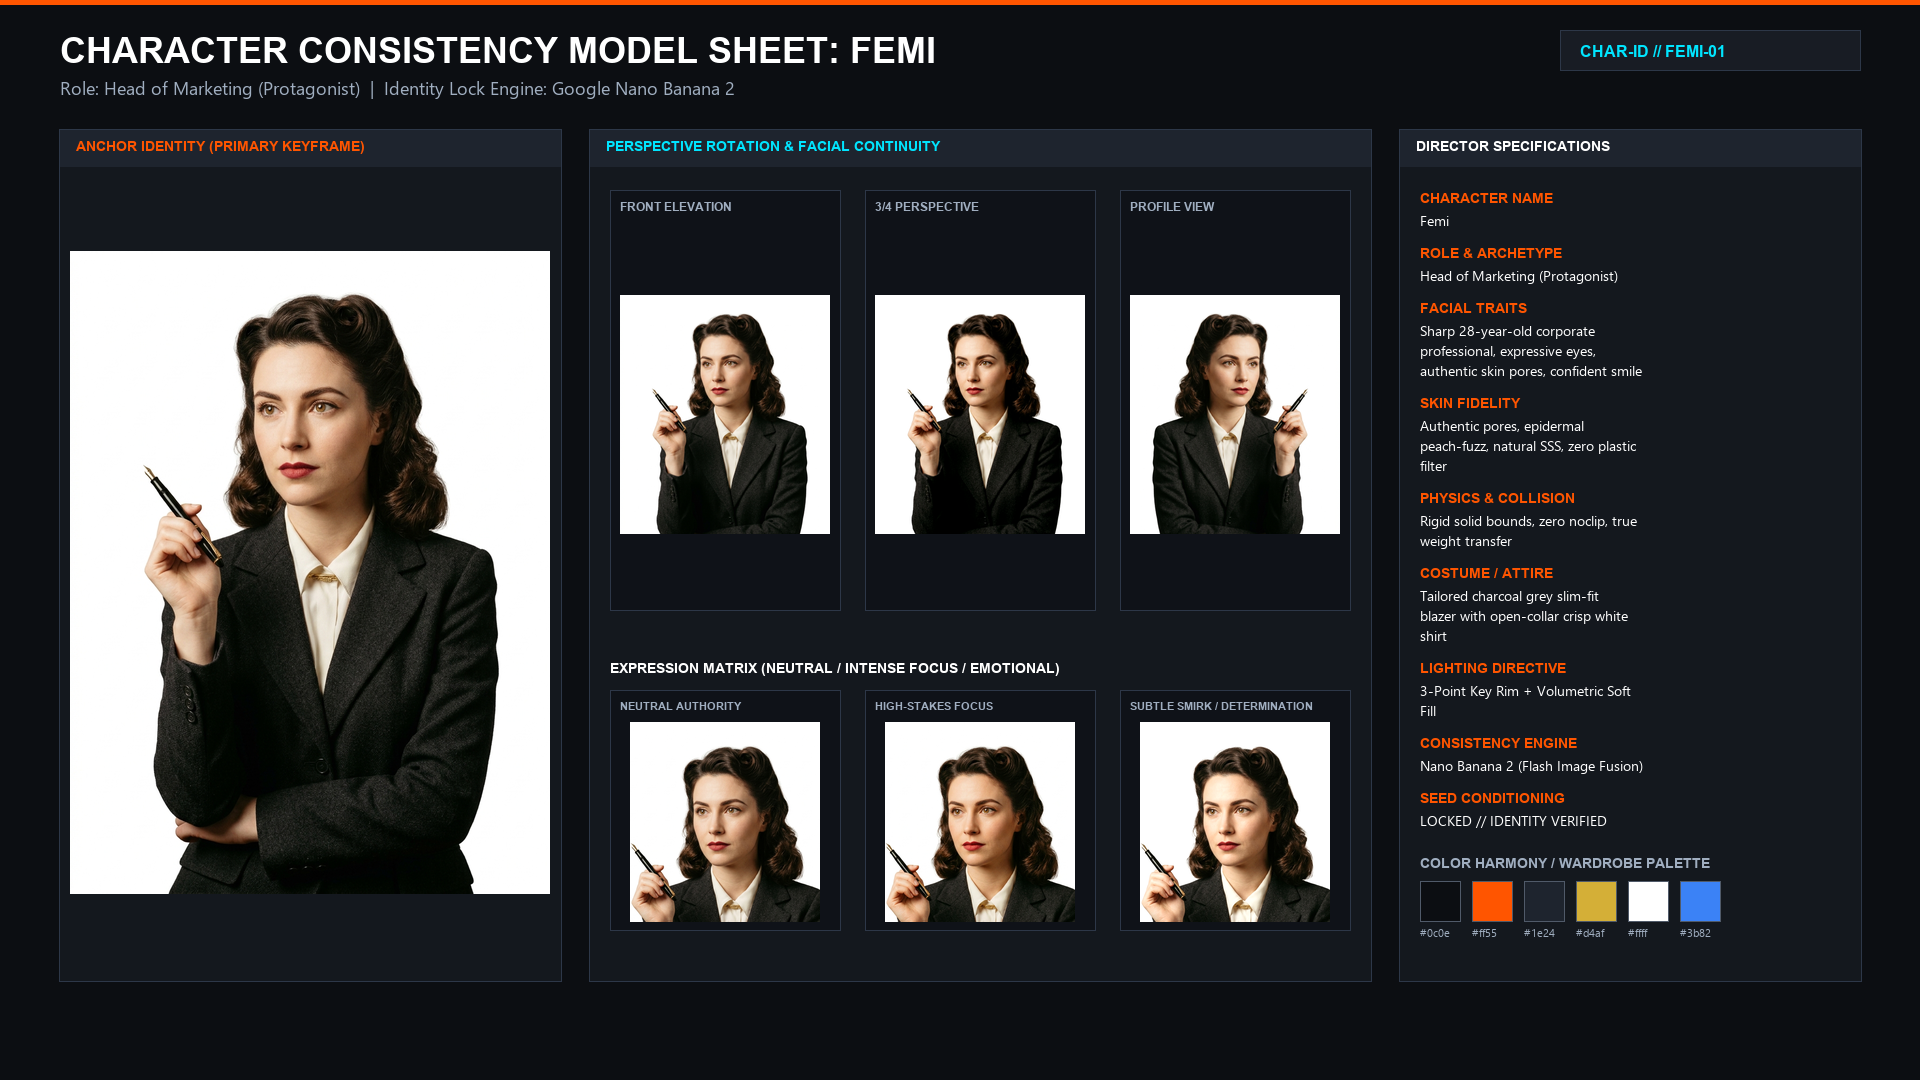 CHARACTER CONSISTENCY MODEL SHEET: FEMI
Role: Head of Marketing (Protagonist) | Identity Lock Engine: Google Nano Banana 2
CHAR-ID // FEMI-01
ANCHOR IDENTITY (PRIMARY KEYFRAME)
PERSPECTIVE ROTATION & FACIAL CONTINUITY
FRONT ELEVATION
3/4 PERSPECTIVE
PROFILE VIEW
EXPRESSION MATRIX (NEUTRAL / INTENSE FOCUS / EMOTIONAL)
NEUTRAL AUTHORITY
HIGH-STAKES FOCUS
SUBTLE SMIRK / DETERMINATION
DIRECTOR SPECIFICATIONS
CHARACTER NAME
Femi
ROLE & ARCHETYPE
Head of Marketing (Protagonist)
FACIAL TRAITS
Sharp 28-year-old corporate
professional, expressive eyes,
authentic skin pores, confident smile
SKIN FIDELITY
Authentic pores, epidermal
peach-fuzz, natural SSS, zero plastic
filter
PHYSICS & COLLISION
Rigid solid bounds, zero noclip, true
weight transfer
COSTUME / ATTIRE
Tailored charcoal grey slim-fit
blazer with open-collar crisp white
shirt
LIGHTING DIRECTIVE
3-Point Key Rim + Volumetric Soft
Fill
CONSISTENCY ENGINE
Nano Banana 2 (Flash Image Fusion)
SEED CONDITIONING
LOCKED // IDENTITY VERIFIED
COLOR HARMONY / WARDROBE PALETTE
#0c0e #ff55 #1e24 #d4af #ffff #3b82